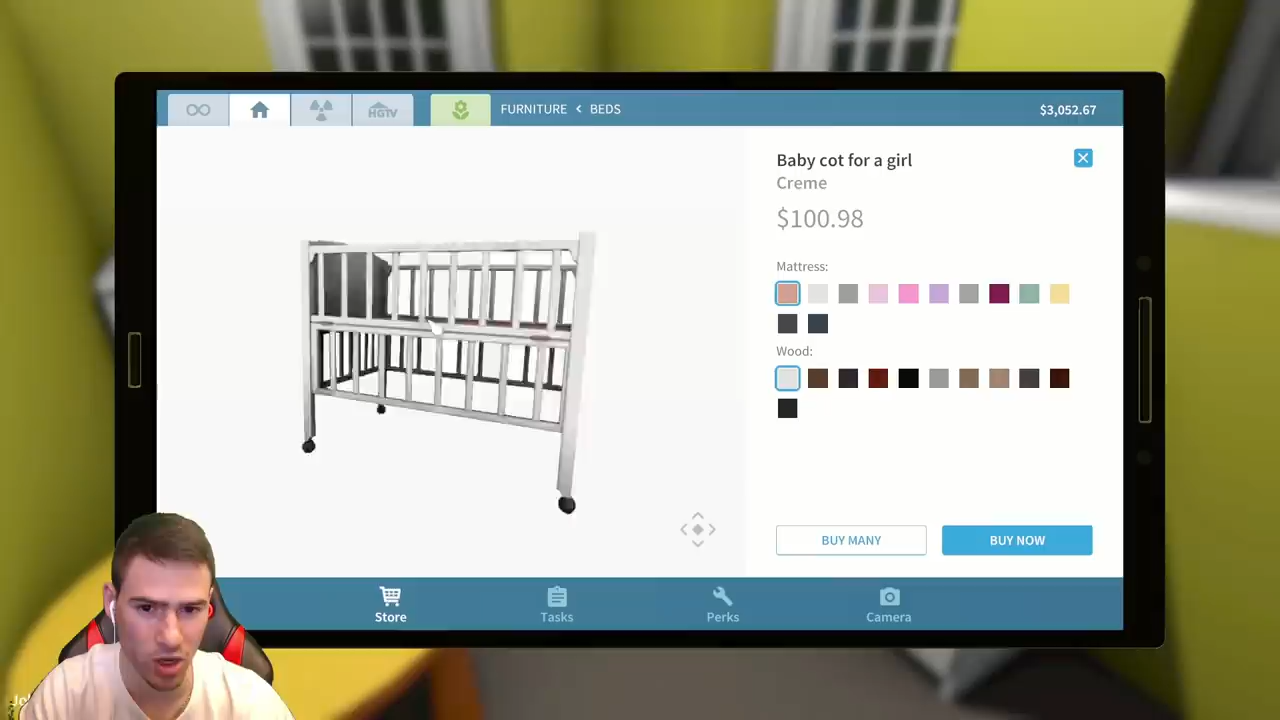 HGTV
FURNITURE < BEDS
$3,052.67
Baby cot for a girl
Creme
$100.98
Mattress:
Wood:
BUY MANY
BUY NOW
Store
Tasks
Perks
Camera